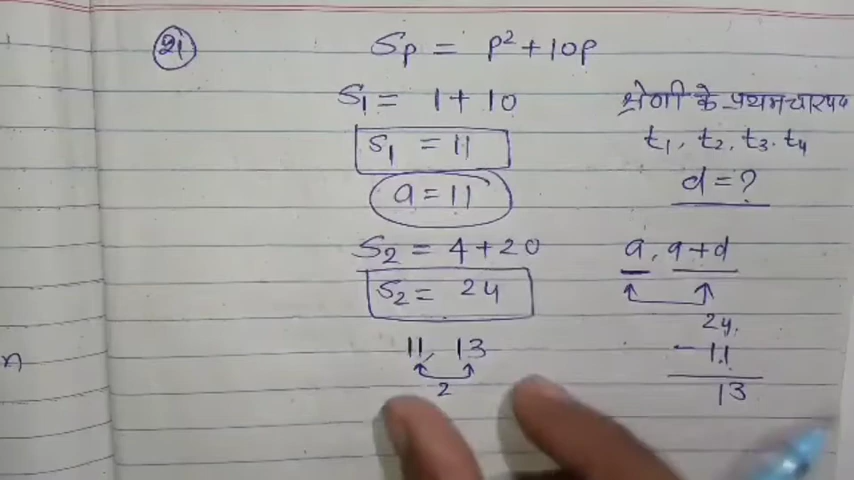 21
Sp = p² + 10p
S₁ = 1 + 10
श्रेणी के प्रथम चार पद
S₁ = 11
t₁, t₂, t₃. t₄
a = 11
d = ?
S₂ = 4 + 20
a, a + d
S₂ = 24
24,
11, 13
- 11
2
13
n